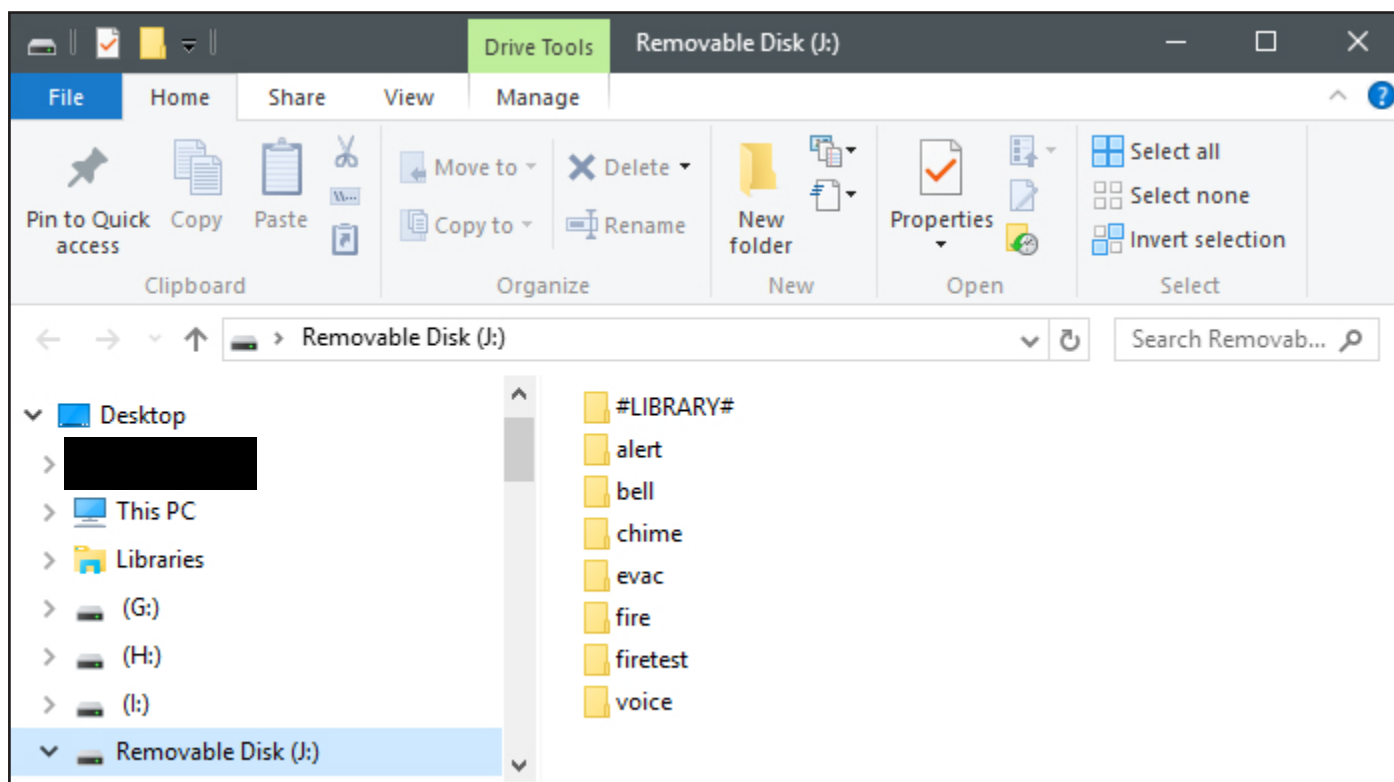 Drive Tools
Removable Disk (J:)
File
Home
Share
View
Manage
Pin to Quick access
Copy
Paste
Clipboard
Move to
Copy to
Delete
Rename
Organize
New folder
New
Properties
Open
Select all
Select none
Invert selection
Select
Removable Disk (J:)
Search Removab...
Desktop
This PC
Libraries
(G:)
(H:)
(I:)
Removable Disk (J:)
#LIBRARY#
alert
bell
chime
evac
fire
firetest
voice